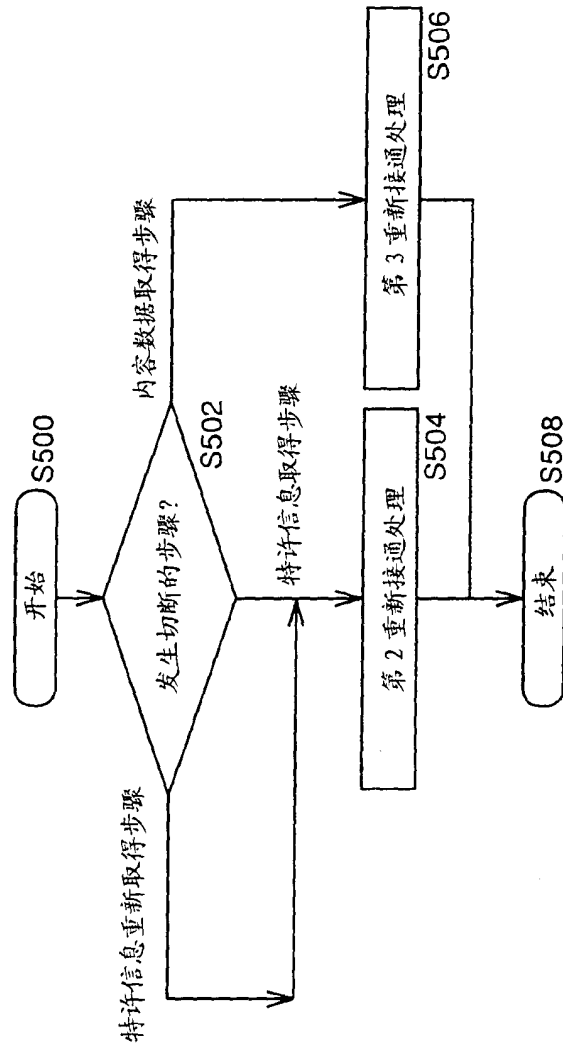 开始
S500
发生切断的步骤?
S502
特许信息重新取得步骤
特许信息取得步骤
内容数据取得步骤
第2重新接通处理
S504
第3重新接通处理
S506
结束
S508